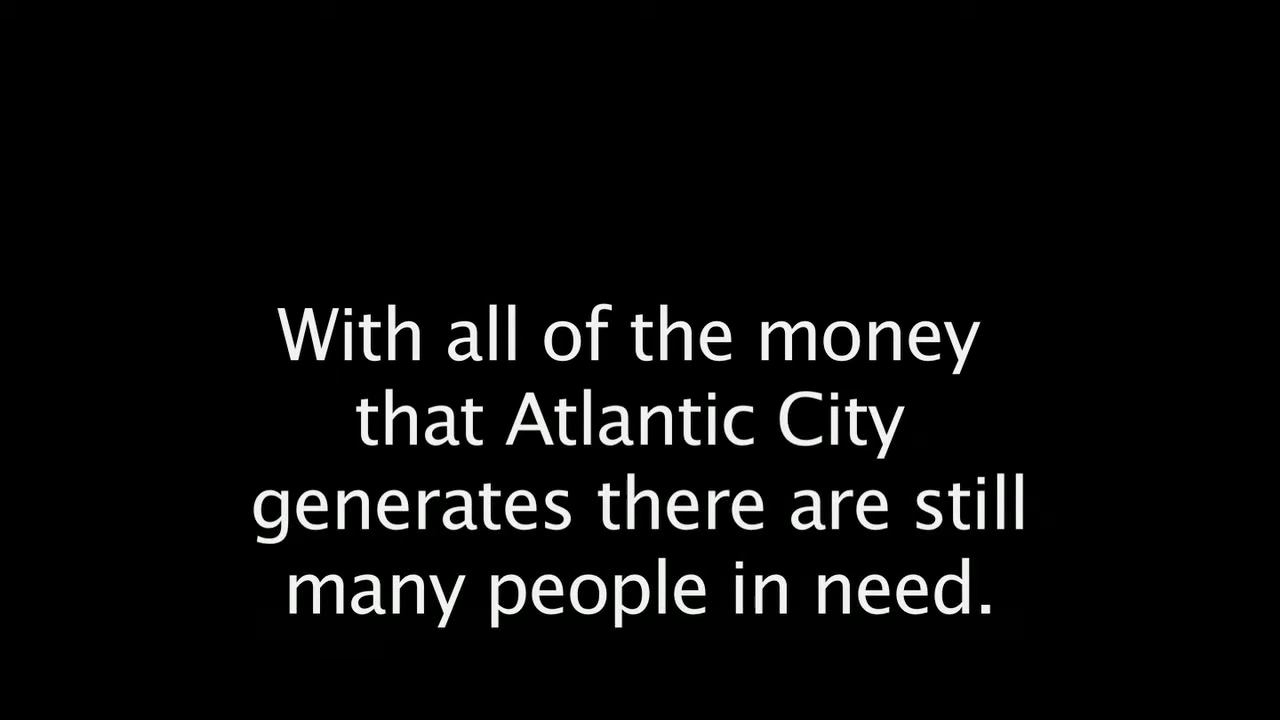 With all of the money
that Atlantic City
generates there are still
many people in need.